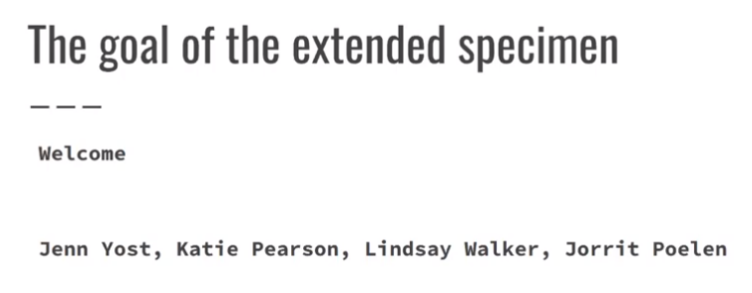 The goal of the extended specimen
Welcome
Jenn Yost, Katie Pearson, Lindsay Walker, Jorrit Poelen